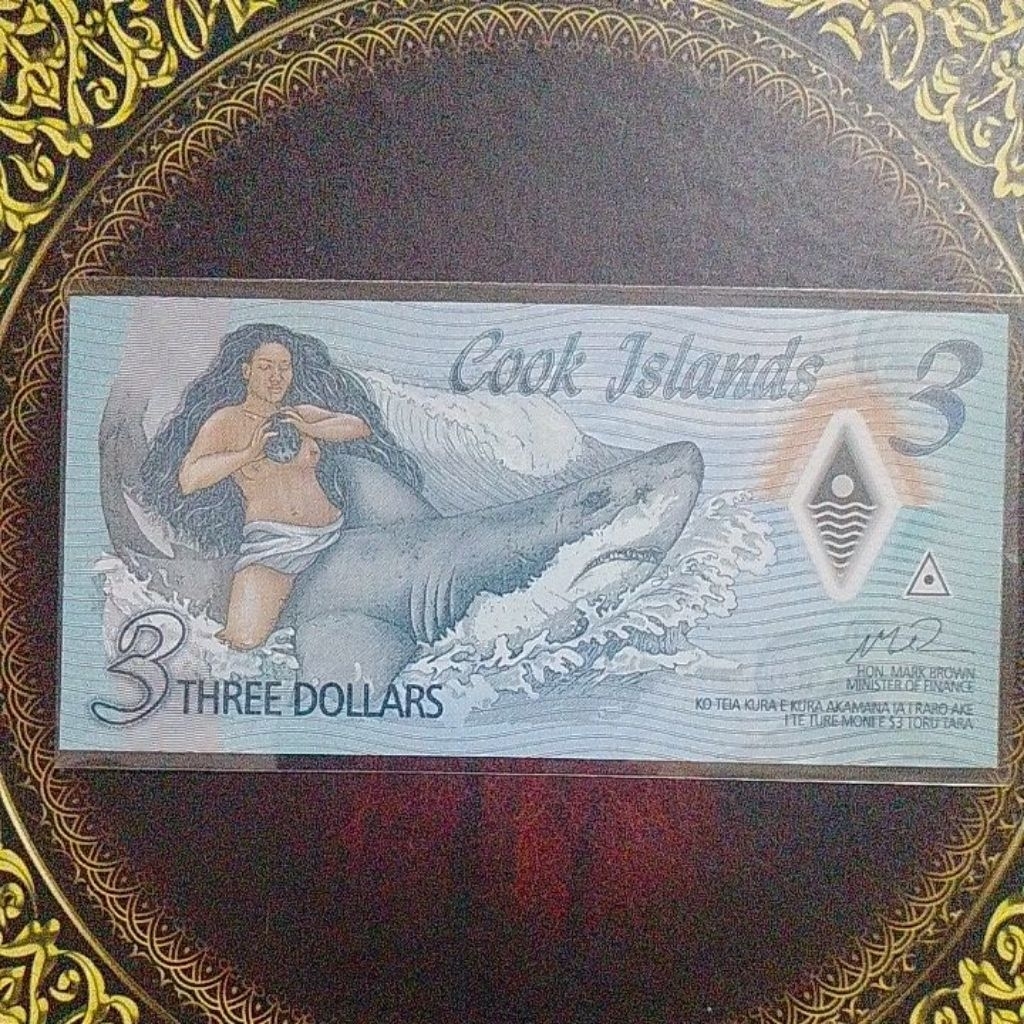 Cook Islands
3
3 THREE DOLLARS
HON. MARK BROWN
MINISTER OF FINANCE
KO TEIA KURA E KURA AKAMANA IA I RARO AKE
I TE TURE MONI E $3 TORU TARA